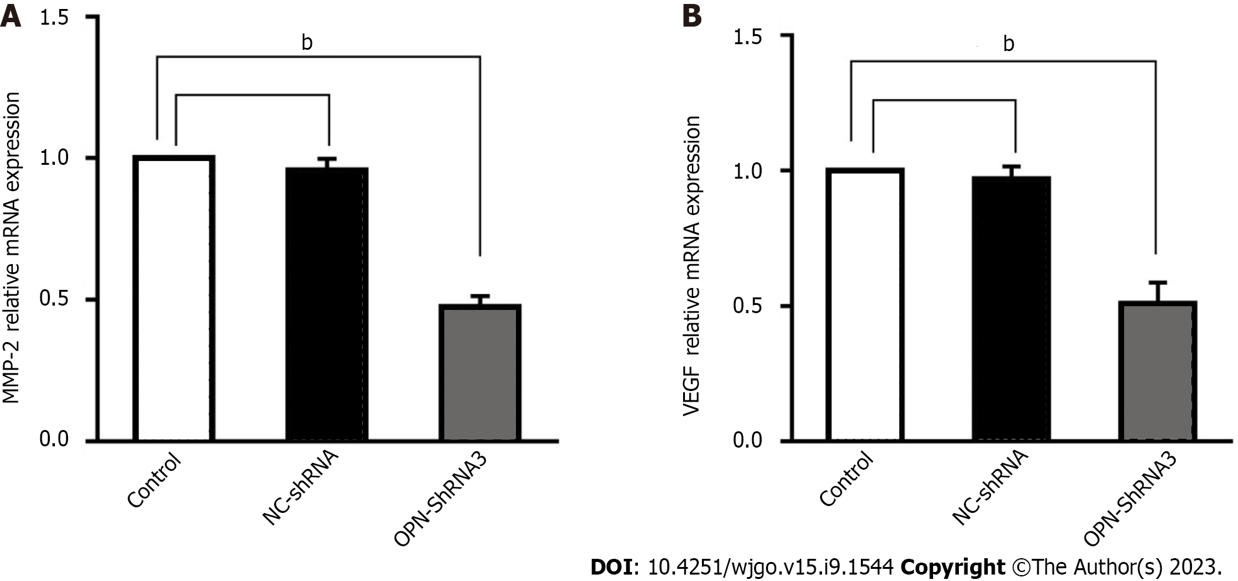 A
MMP-2 relative mRNA expression
1.5
1.0
0.5
0.0
b
Control
NC-shRNA
OPN-ShRNA3
B
VEGF relative mRNA expression
1.5
1.0
0.5
0.0
b
Control
NC-shRNA
OPN-ShRNA3
DOI: 10.4251/wjgo.v15.i9.1544 Copyright ©The Author(s) 2023.